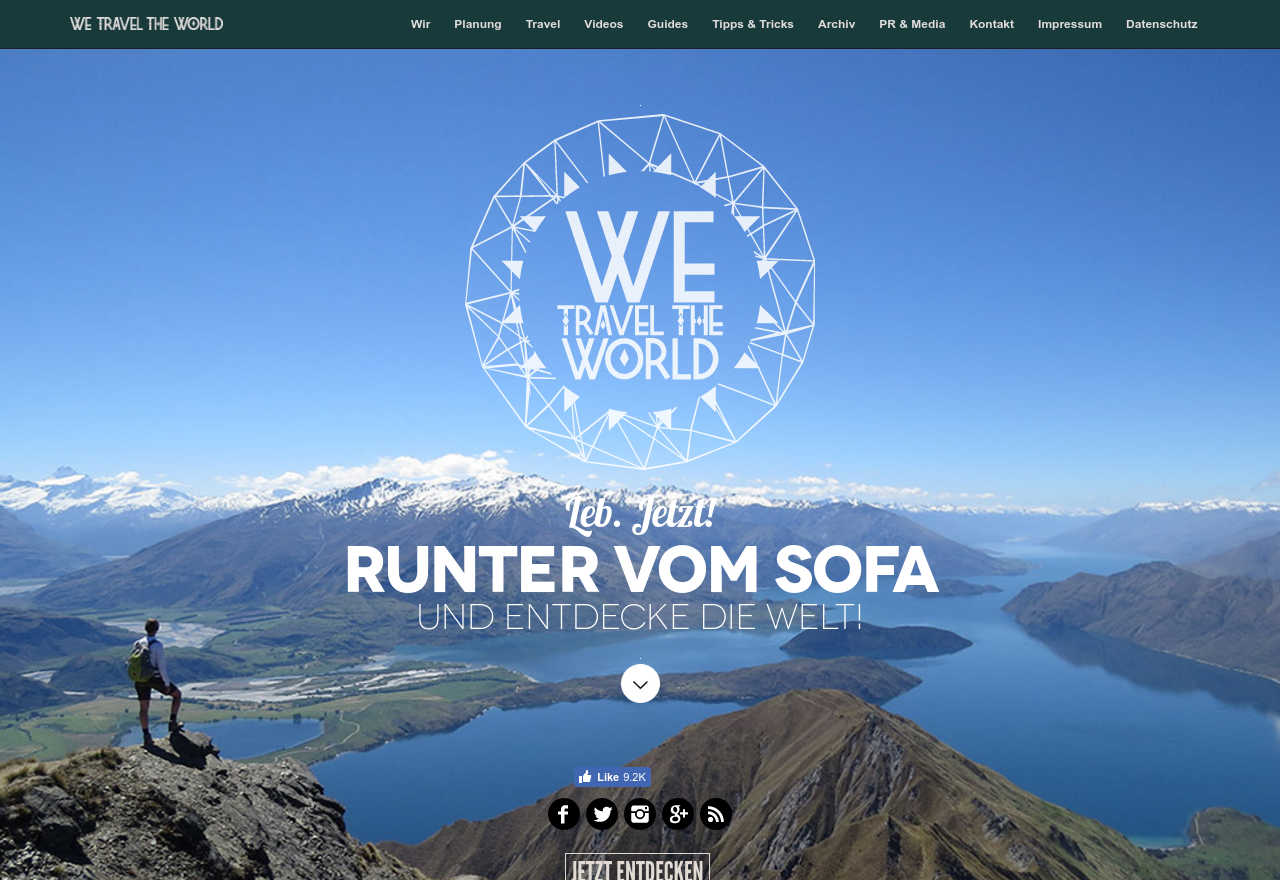 WE TRAVEL THE WORLD
Wir Planung Travel Videos Guides Tipps & Tricks Archiv PR & Media Kontakt Impressum Datenschutz
WE
TRAVEL THE
WORLD
Leb. Jetzt!
RUNTER VOM SOFA
UND ENTDECKE DIE WELT!
Like 9.2K
JETZT ENTDECKEN